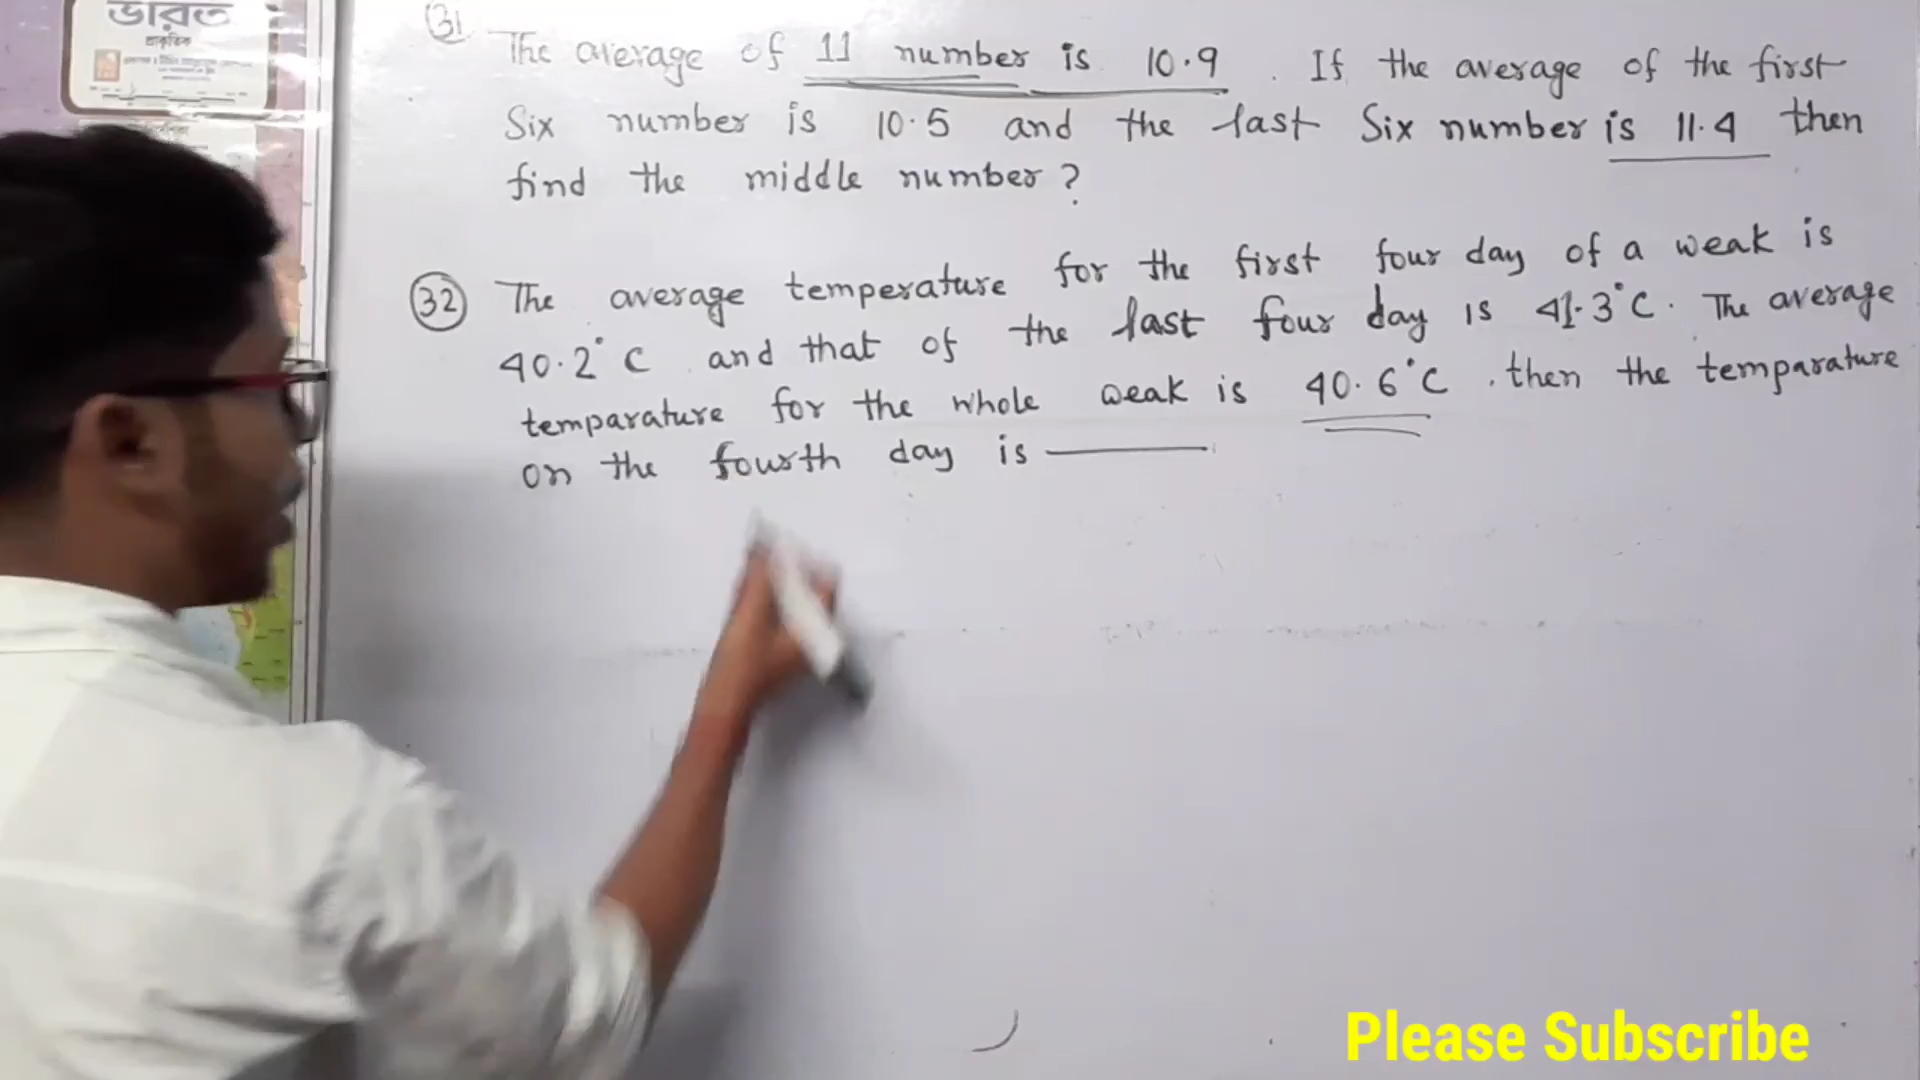 ভারত
প্রাকৃতিক
31
The average of 11 number is 10.9. If the average of the first
Six number is 10.5 and the last Six number is 11.4 then
find the middle number?
32 The average temperature for the first four day of a weak is
40.2°C and that of the last four day is 41.3°C. The average
temparature for the whole weak is 40.6°C. then the temparature
on the fourth day is ———
Please Subscribe